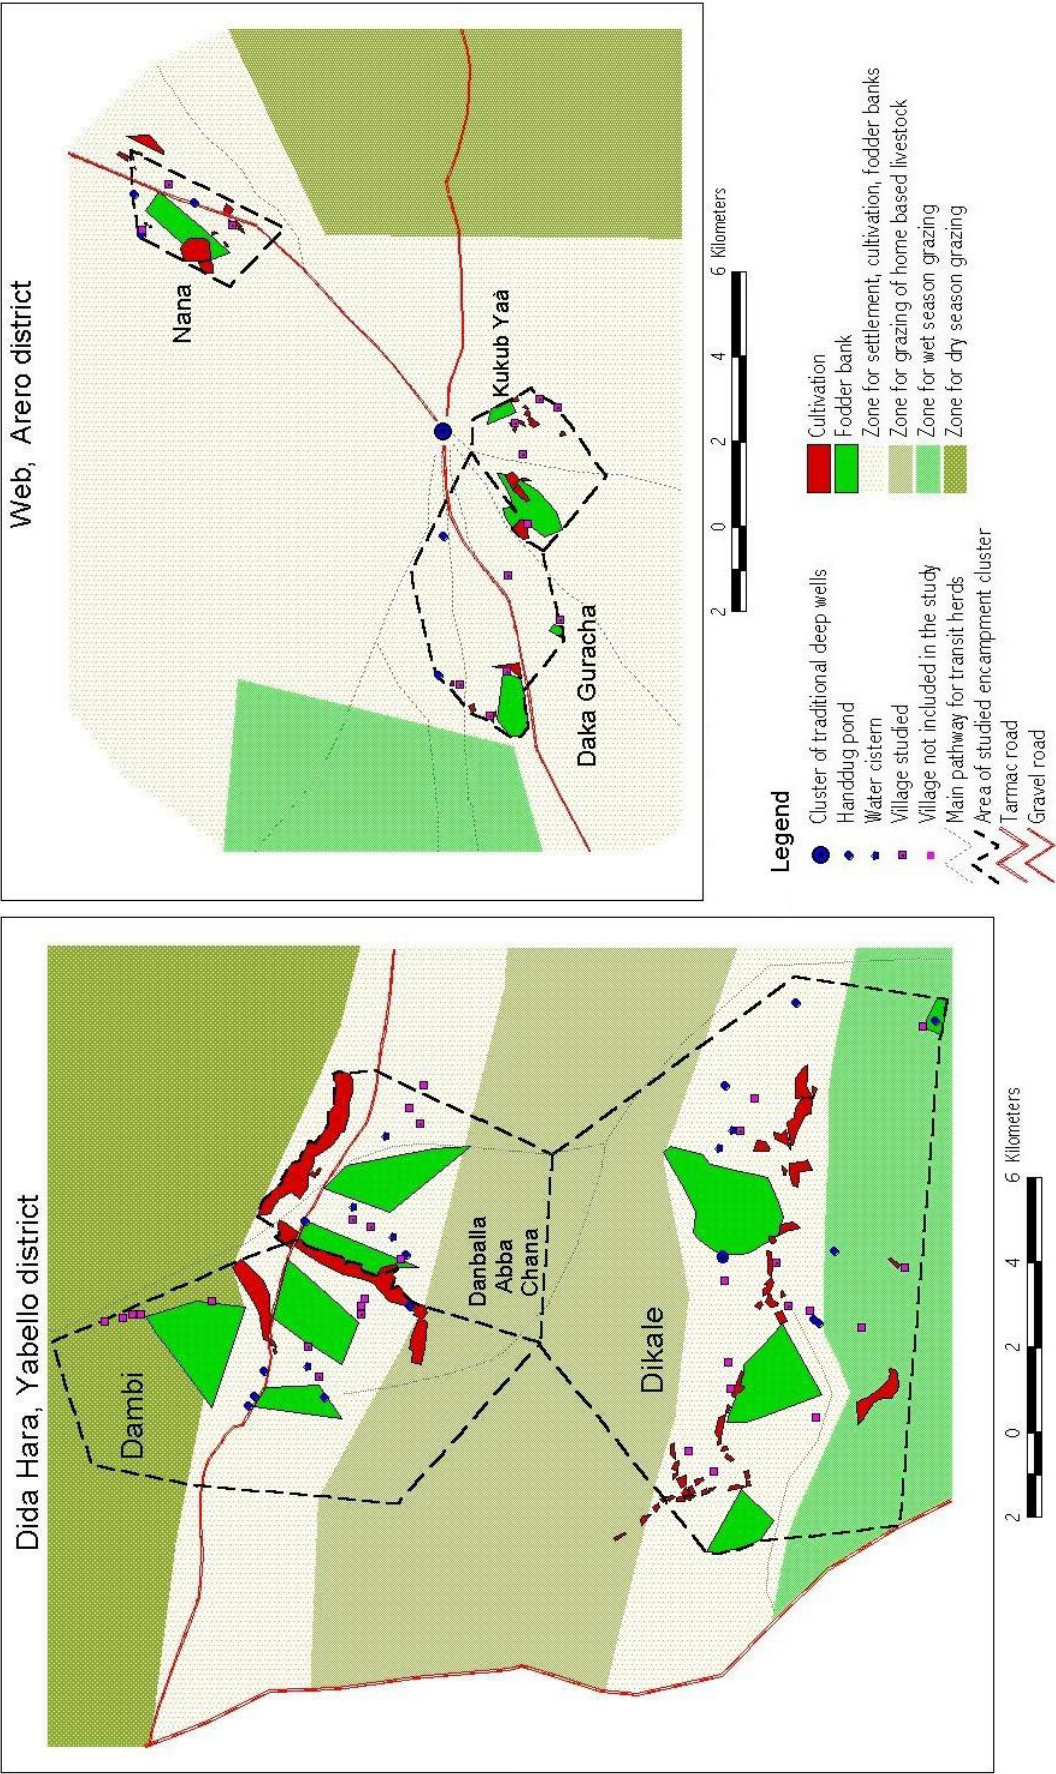 Dida Hara, Yabello district
Dambi
Danballa
Abba
Chana
Dikale
2 0 2 4 6 Kilometers
Web, Arero district
Nana
Kukub Yaà
Daka Guracha
2 0 2 4 6 Kilometers
Legend
Cluster of traditional deep wells
Handdug pond
Water cistern
Village studied
Village not included in the study
Main pathway for transit herds
Area of studied encampment cluster
Tarmac road
Gravel road
Cultivation
Fodder bank
Zone for settlement, cultivation, fodder banks
Zone for grazing of home based livestock
Zone for wet season grazing
Zone for dry season grazing